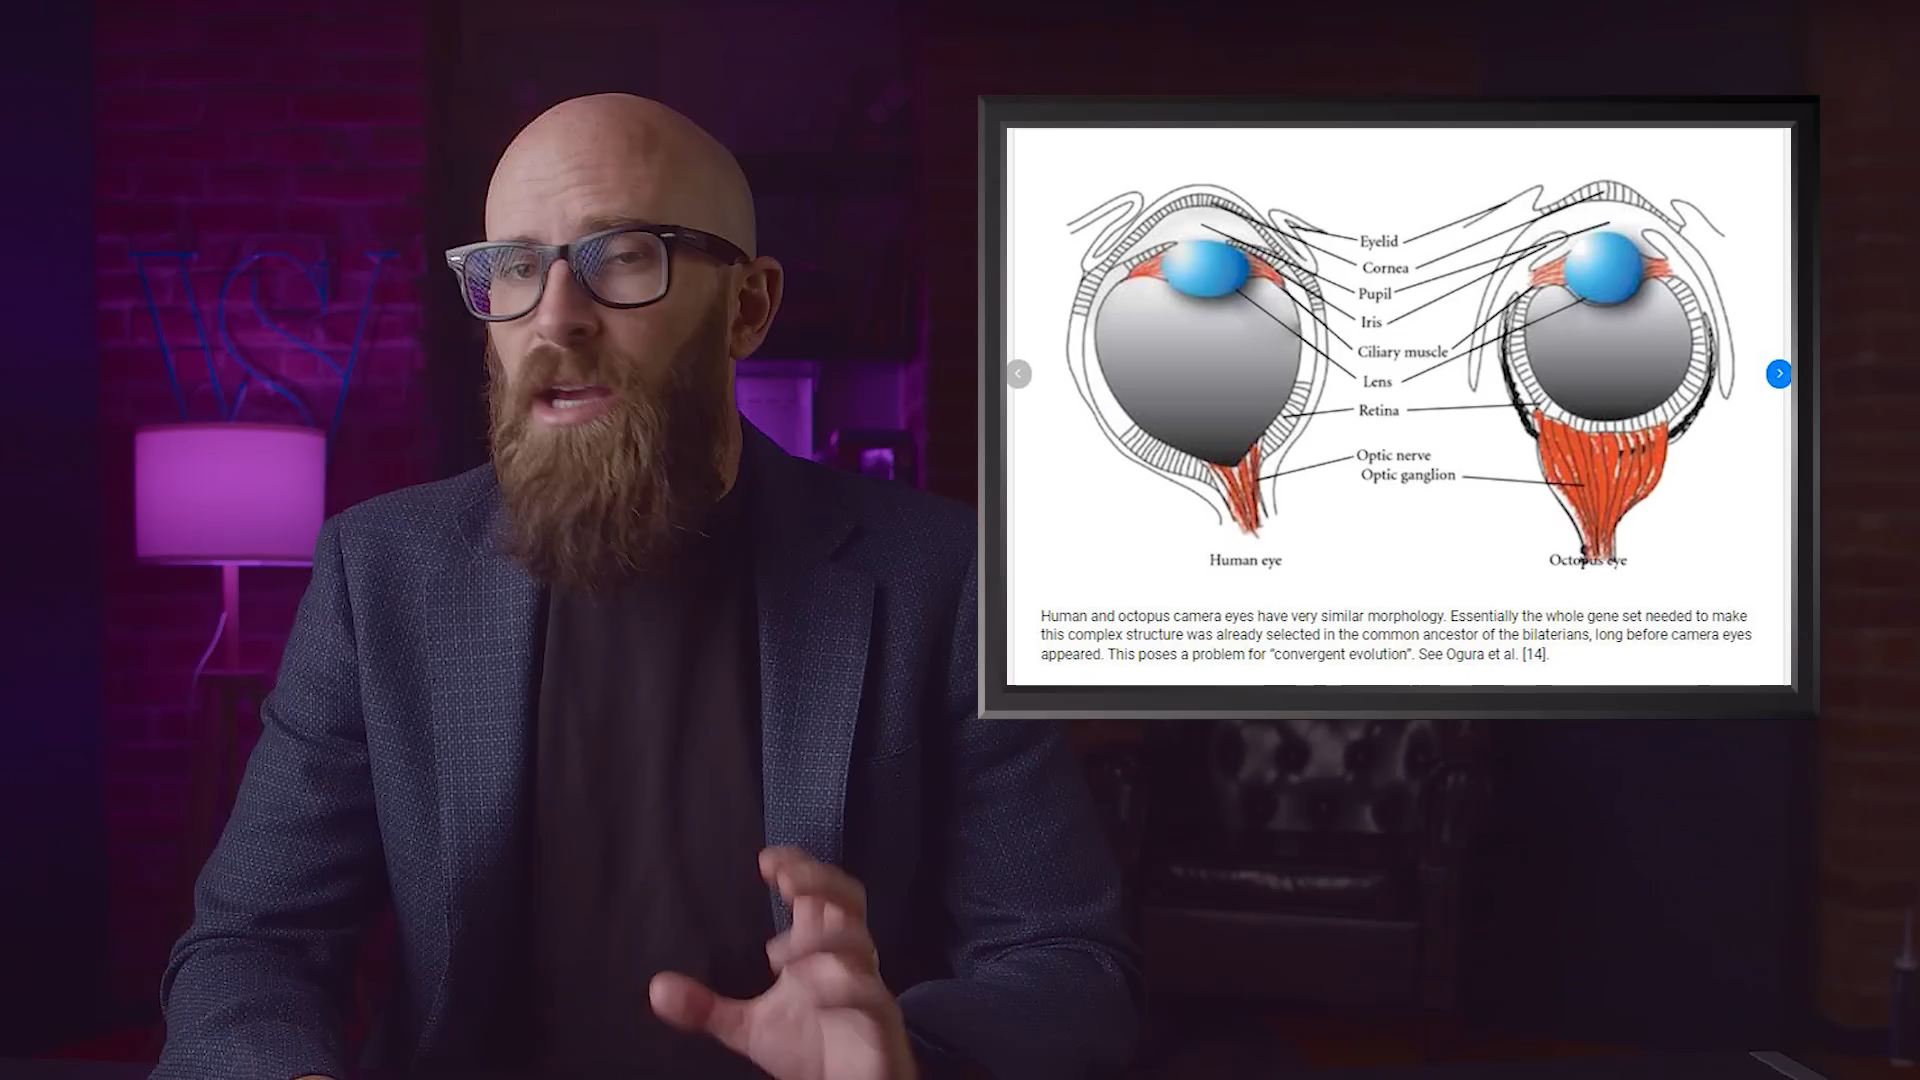 WS
Eyelid
Cornea
Pupil
Iris
Ciliary muscle
Lens
Retina
Optic nerve
Optic ganglion
Human eye
Octopus eye
Human and octopus camera eyes have very similar morphology. Essentially the whole gene set needed to make
this complex structure was already selected in the common ancestor of the bilaterians, long before camera eyes
appeared. This poses a problem for “convergent evolution”. See Ogura et al. [14].